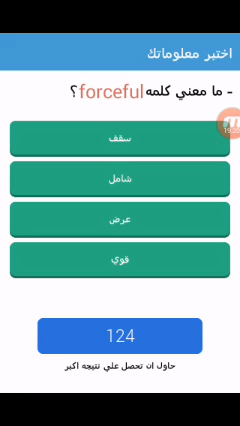 اختبر معلوماتك
- ما معني كلمه forceful ؟
سقف
شامل
عرض
قوي
124
حاول ان تحصل علي نتيجه اكبر